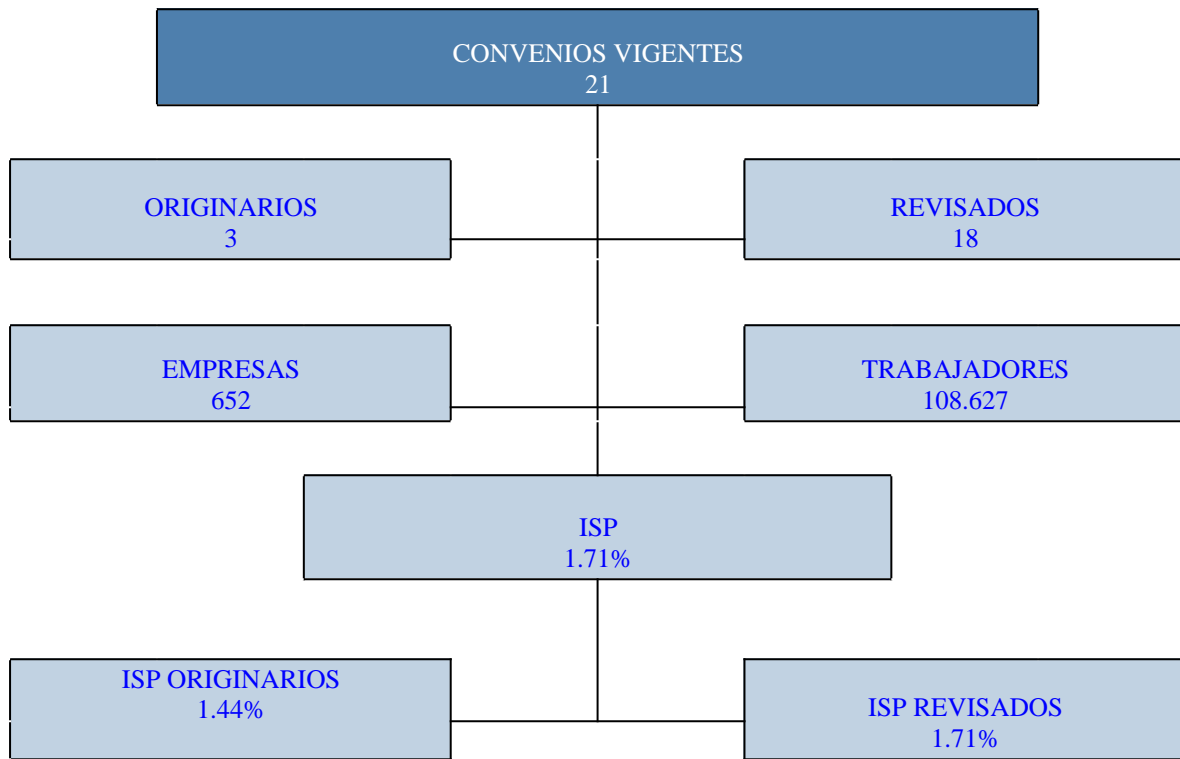 CONVENIOS VIGENTES
21
ORIGINARIOS
3
REVISADOS
18
EMPRESAS
652
TRABAJADORES
108.627
ISP
1.71%
ISP ORIGINARIOS
1.44%
ISP REVISADOS
1.71%